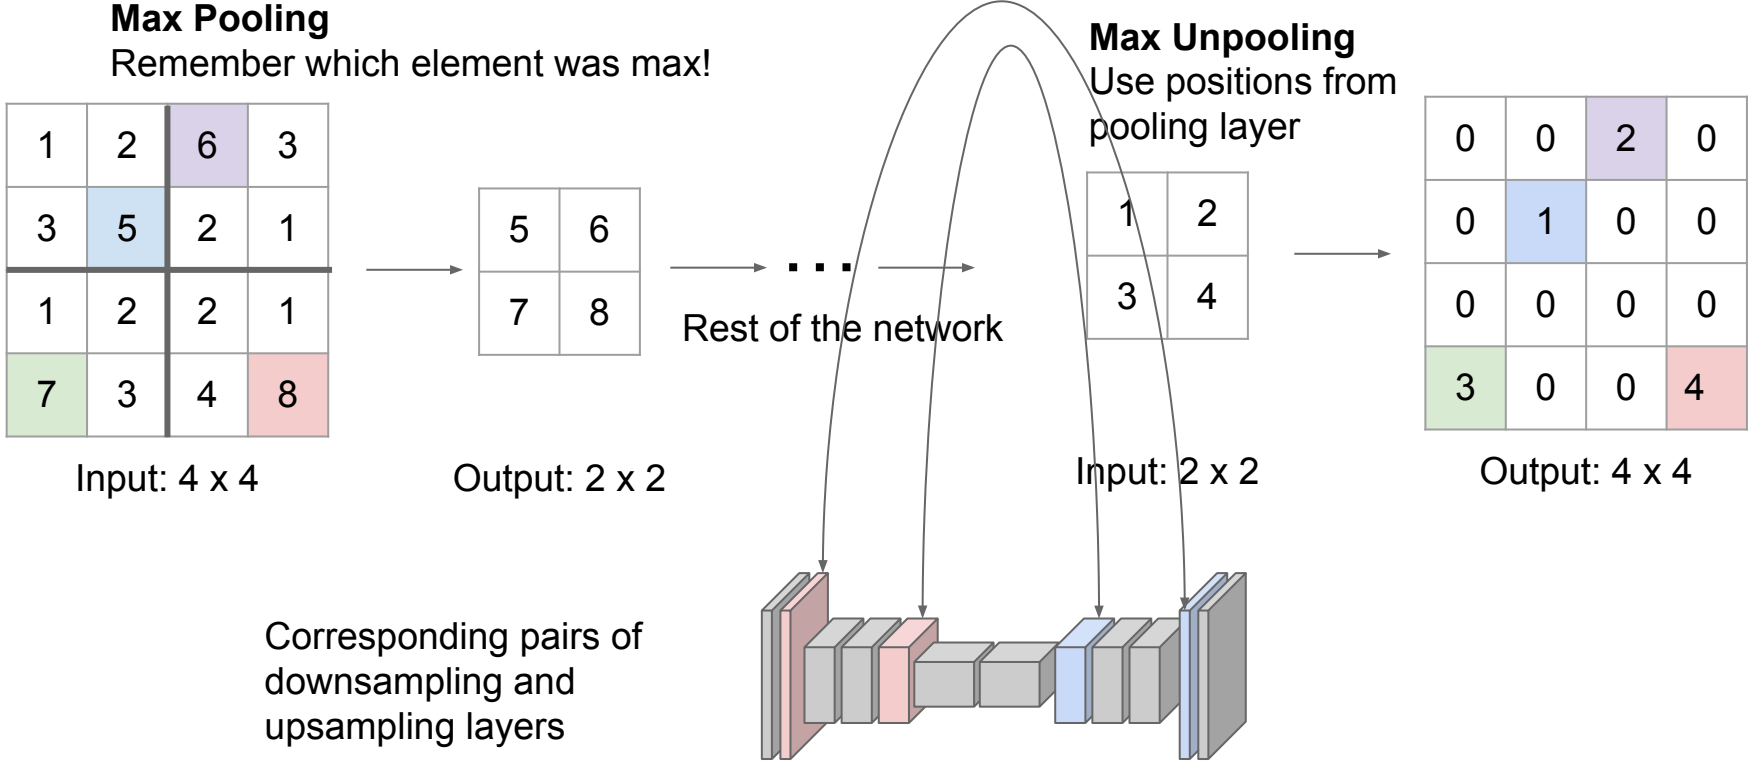 Max Pooling
Remember which element was max!
1 2 6 3
3 5 2 1
1 2 2 1
7 3 4 8
Input: 4 x 4
5 6
7 8
Output: 2 x 2
...
Rest of the network
Max Unpooling
Use positions from
pooling layer
1 2
3 4
Input: 2 x 2
0 0 2 0
0 1 0 0
0 0 0 0
3 0 0 4
Output: 4 x 4
Corresponding pairs of
downsampling and
upsampling layers